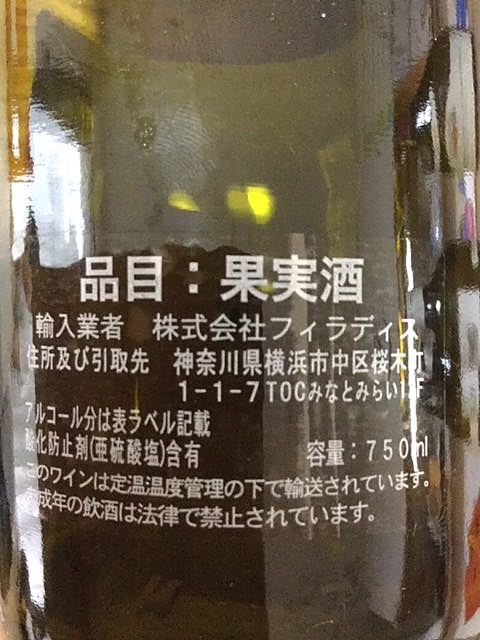 品目：果実酒
輸入業者　株式会社フィラディス
住所及び引取先　神奈川県横浜市中区桜木町
1-1-7TOCみなとみらい
アルコール分は表ラベル記載
酸化防止剤(亜硫酸塩)含有　容量：750ml
このワインは定温温度管理の下で輸送されています。
未成年の飲酒は法律で禁止されています。